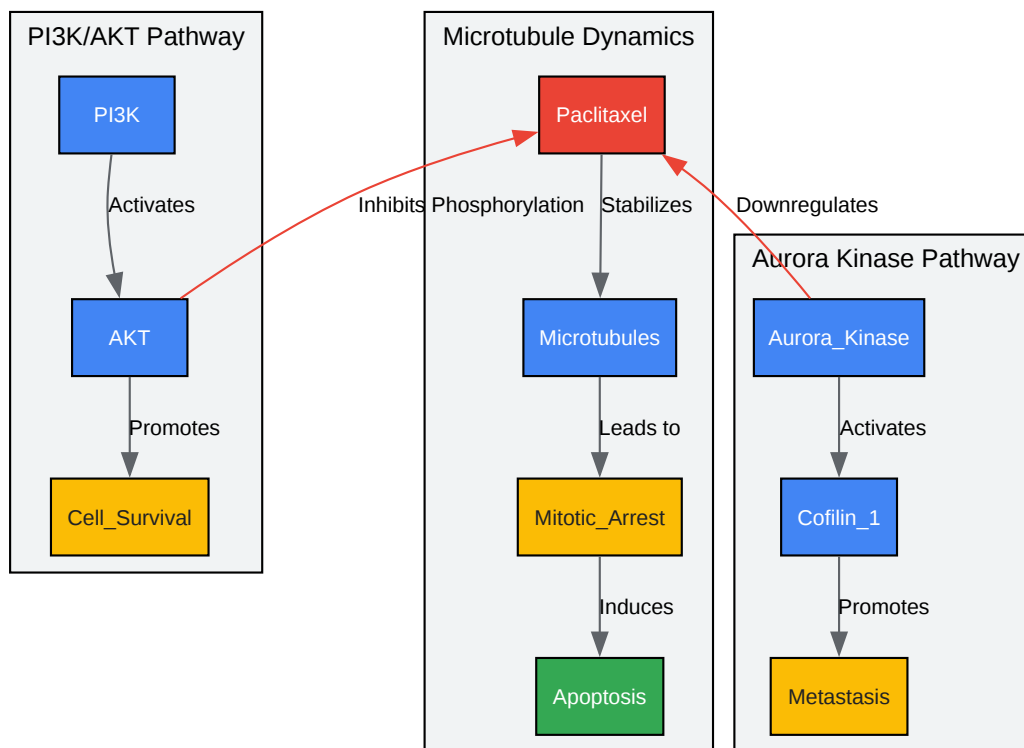 PI3K/AKT Pathway
Microtubule Dynamics
PI3K
Paclitaxel
Activates
Inhibits Phosphorylation
Stabilizes
Downregulates
Aurora Kinase Pathway
AKT
Microtubules
Aurora_Kinase
Promotes
Leads to
Activates
Cell_Survival
Mitotic_Arrest
Cofilin_1
Induces
Promotes
Apoptosis
Metastasis